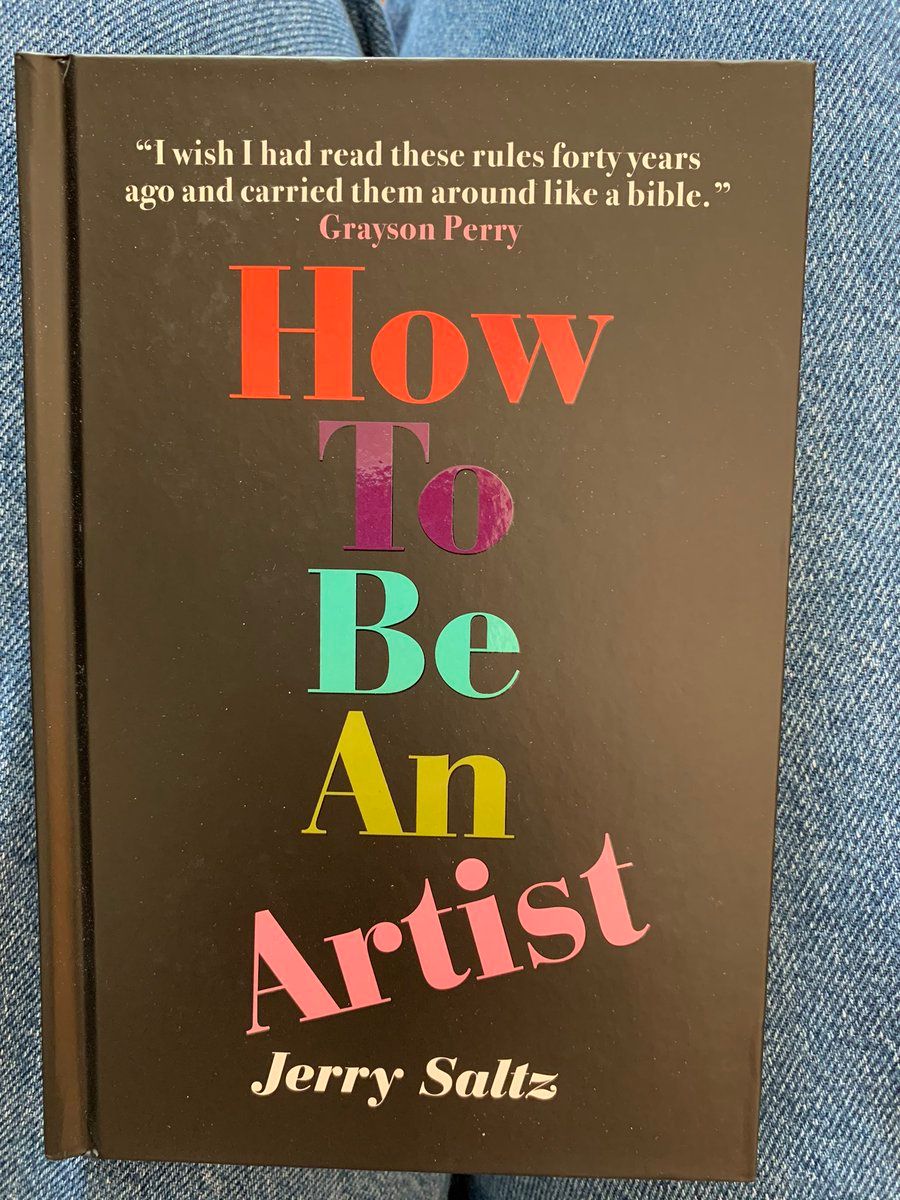 “I wish I had read these rules forty years
ago and carried them around like a bible.”
Grayson Perry
How
To
Be
An
Artist
Jerry Saltz